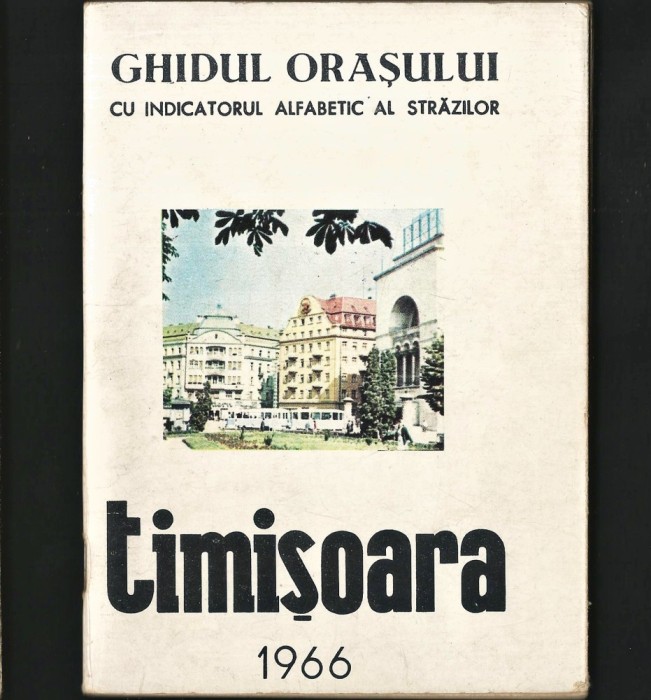 GHIDUL ORAȘULUI
CU INDICATORUL ALFABETIC AL STRĂZILOR
timișoara
1966